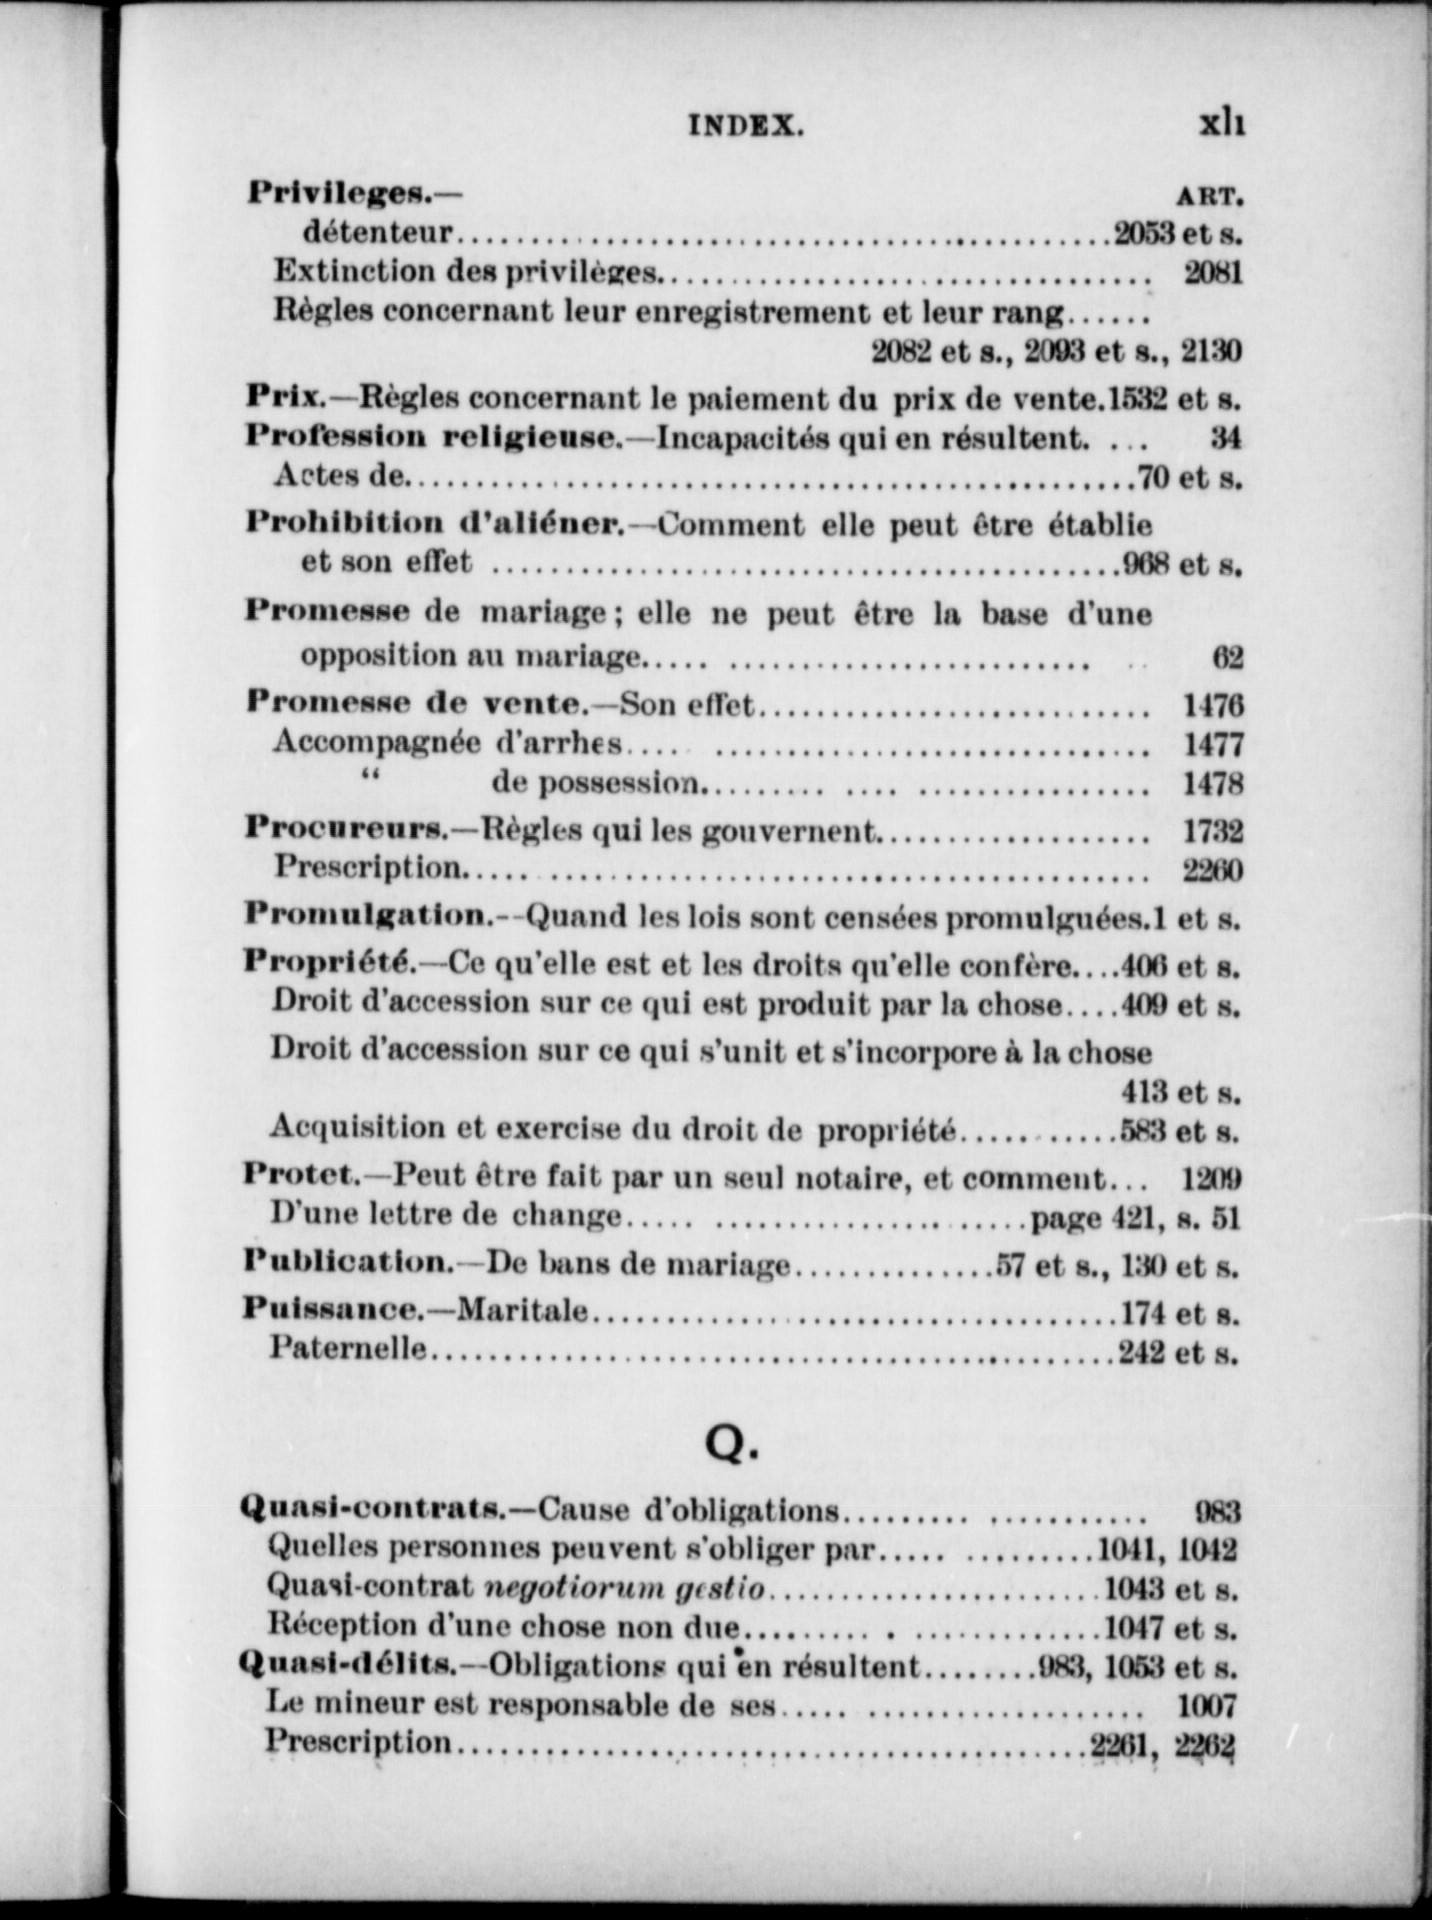 INDEX. xli
Privileges.— ART.
détenteur............................................2053 et s.
Extinction des privilèges.................................. 2081
Règles concernant leur enregistrement et leur rang......
2082 et s., 2093 et s., 2130
Prix.—Règles concernant le paiement du prix de vente.1532 et s.
Profession religieuse.—Incapacités qui en résultent. ... 34
Actes de..................................................70 et s.
Prohibition d'aliéner.—Comment elle peut être établie
et son effet ...........................................968 et s.
Promesse de mariage; elle ne peut être la base d'une
opposition au mariage..... ......................... 62
Promesse de vente.—Son effet........................... 1476
Accompagnée d'arrhes.... .............................. 1477
“ de possession......... .... ................ 1478
Procureurs.—Règles qui les gouvernent................... 1732
Prescription..... ......................................... 2260
Promulgation.--Quand les lois sont censées promulguées.1 et s.
Propriété.—Ce qu'elle est et les droits qu'elle confère....406 et s.
Droit d'accession sur ce qui est produit par la chose....409 et s.
Droit d'accession sur ce qui s'unit et s'incorpore à la chose
413 et s.
Acquisition et exercise du droit de propriété...........583 et s.
Protet.—Peut être fait par un seul notaire, et comment... 1209
D'une lettre de change..... ......................page 421, s. 51
Publication.—De bans de mariage..............57 et s., 130 et s.
Puissance.—Maritale....................................174 et s.
Paternelle...............................................242 et s.
Q.
Quasi-contrats.—Cause d'obligations......... ........... 983
Quelles personnes peuvent s'obliger par..... .........1041, 1042
Quasi-contrat negotiorum gestio.......................1043 et s.
Réception d'une chose non due.......... . .............1047 et s.
Quasi-délits.—Obligations qui en résultent........983, 1053 et s.
Le mineur est responsable de ses..... ................... 1007
Prescription...........................................2261, 2262